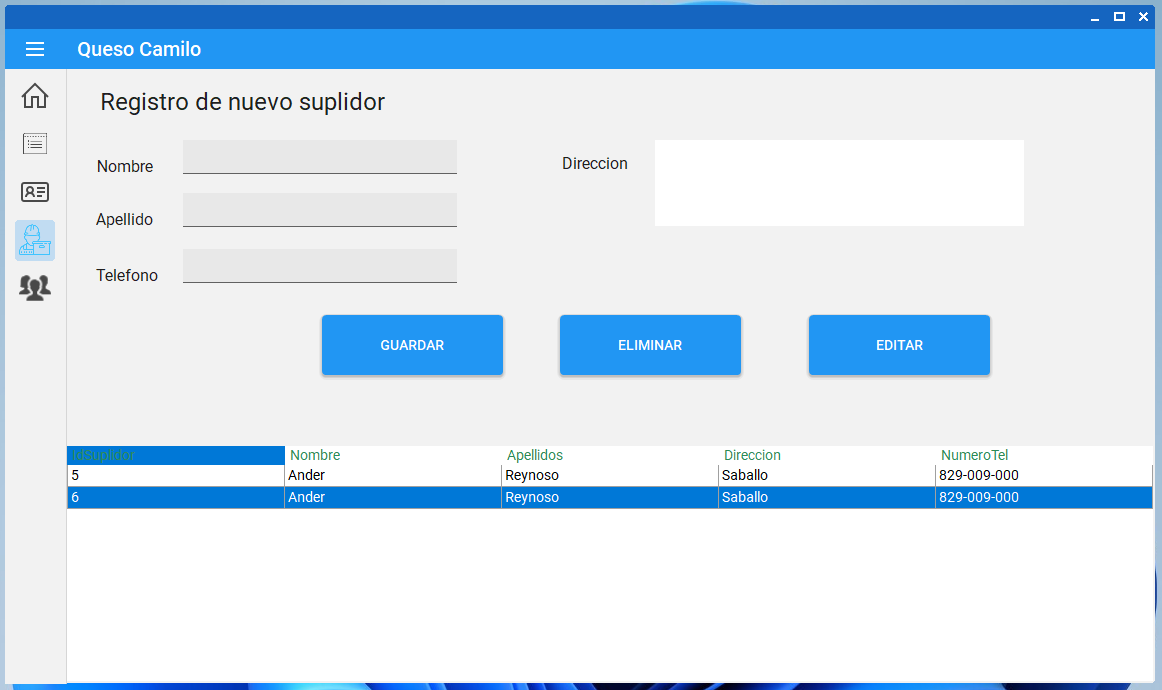 Queso Camilo
Registro de nuevo suplidor
Nombre
Direccion
Apellido
Telefono
GUARDAR ELIMINAR EDITAR
IdSuplidor Nombre Apellidos Direccion NumeroTel
5 Ander Reynoso Saballo 829-009-000
6 Ander Reynoso Saballo 829-009-000